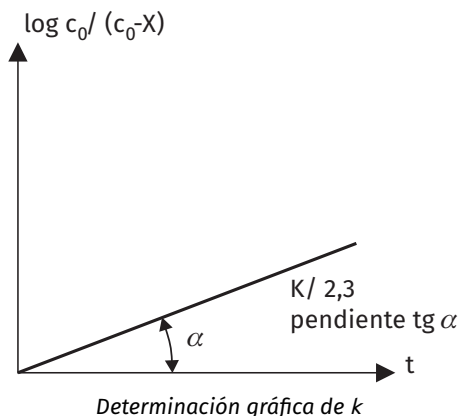 log c₀/ (c₀-X)
K/ 2,3
pendiente tg α
α
t
Determinación gráfica de k